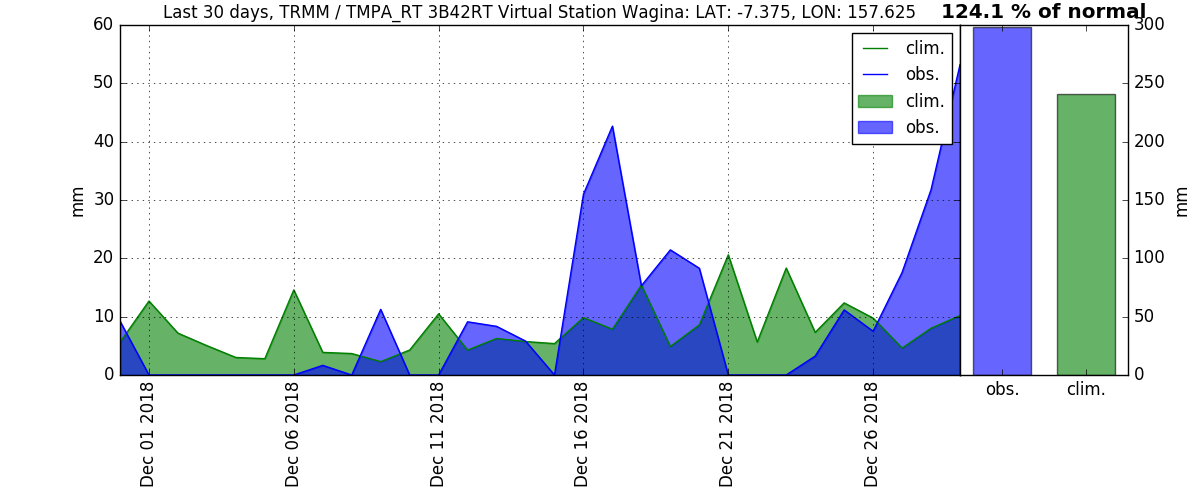 Last 30 days, TRMM / TMPA_RT 3B42RT Virtual Station Wagina: LAT: -7.375, LON: 157.625
124.1 % of normal
60
50
40
30
20
10
0
mm
clim.
obs.
clim.
obs.
Dec 01 2018
Dec 06 2018
Dec 11 2018
Dec 16 2018
Dec 21 2018
Dec 26 2018
300
250
200
150
100
50
0
mm
obs.
clim.